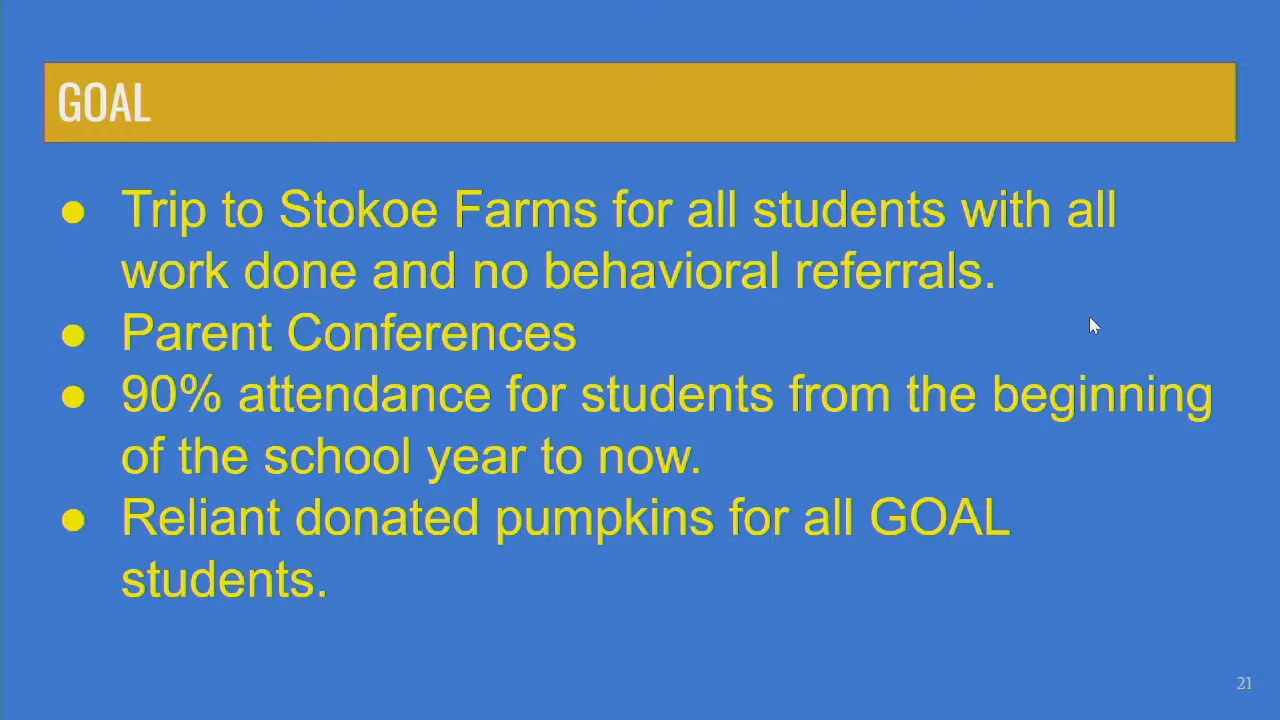 GOAL
● Trip to Stokoe Farms for all students with all
work done and no behavioral referrals.
● Parent Conferences
● 90% attendance for students from the beginning
of the school year to now.
● Reliant donated pumpkins for all GOAL
students.
21